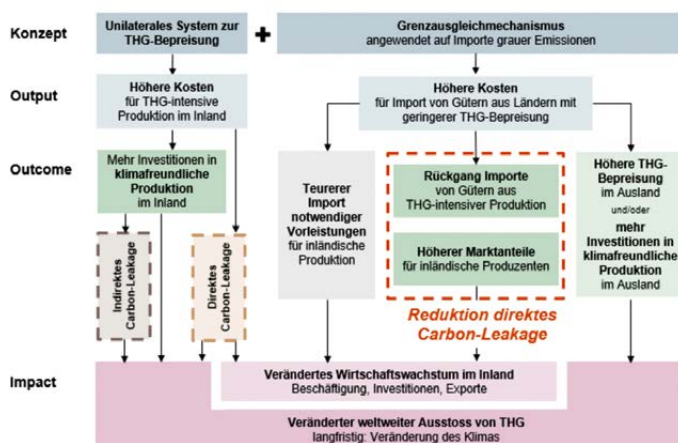 Konzept
Unilaterales System zur
THG-Bepreisung
+
Grenzausgleichmechanismus
angewendet auf Importe grauer Emissionen
Output
Höhere Kosten
für THG-intensive
Produktion im Inland
Höhere Kosten
für Import von Gütern aus Ländern mit
geringerer THG-Bepreisung
Outcome
Mehr Investitionen in
klimafreundliche
Produktion
im Inland
Indirektes
Carbon-Leakage
Direktes
Carbon-Leakage
Teurerer
Import
notwendiger
Vorleistungen
für inländische
Produktion
Rückgang Importe
von Gütern aus
THG-intensiver Produktion
Höherer Marktanteile
für inländische Produzenten
Reduktion direktes
Carbon-Leakage
Höhere THG-
Bepreisung
im Ausland
und/oder
mehr
Investitionen in
klimafreundliche
Produktion
im Ausland
Impact
Verändertes Wirtschaftswachstum im Inland
Beschäftigung, Investitionen, Exporte
Veränderter weltweiter Ausstoss von THG
langfristig: Veränderung des Klimas